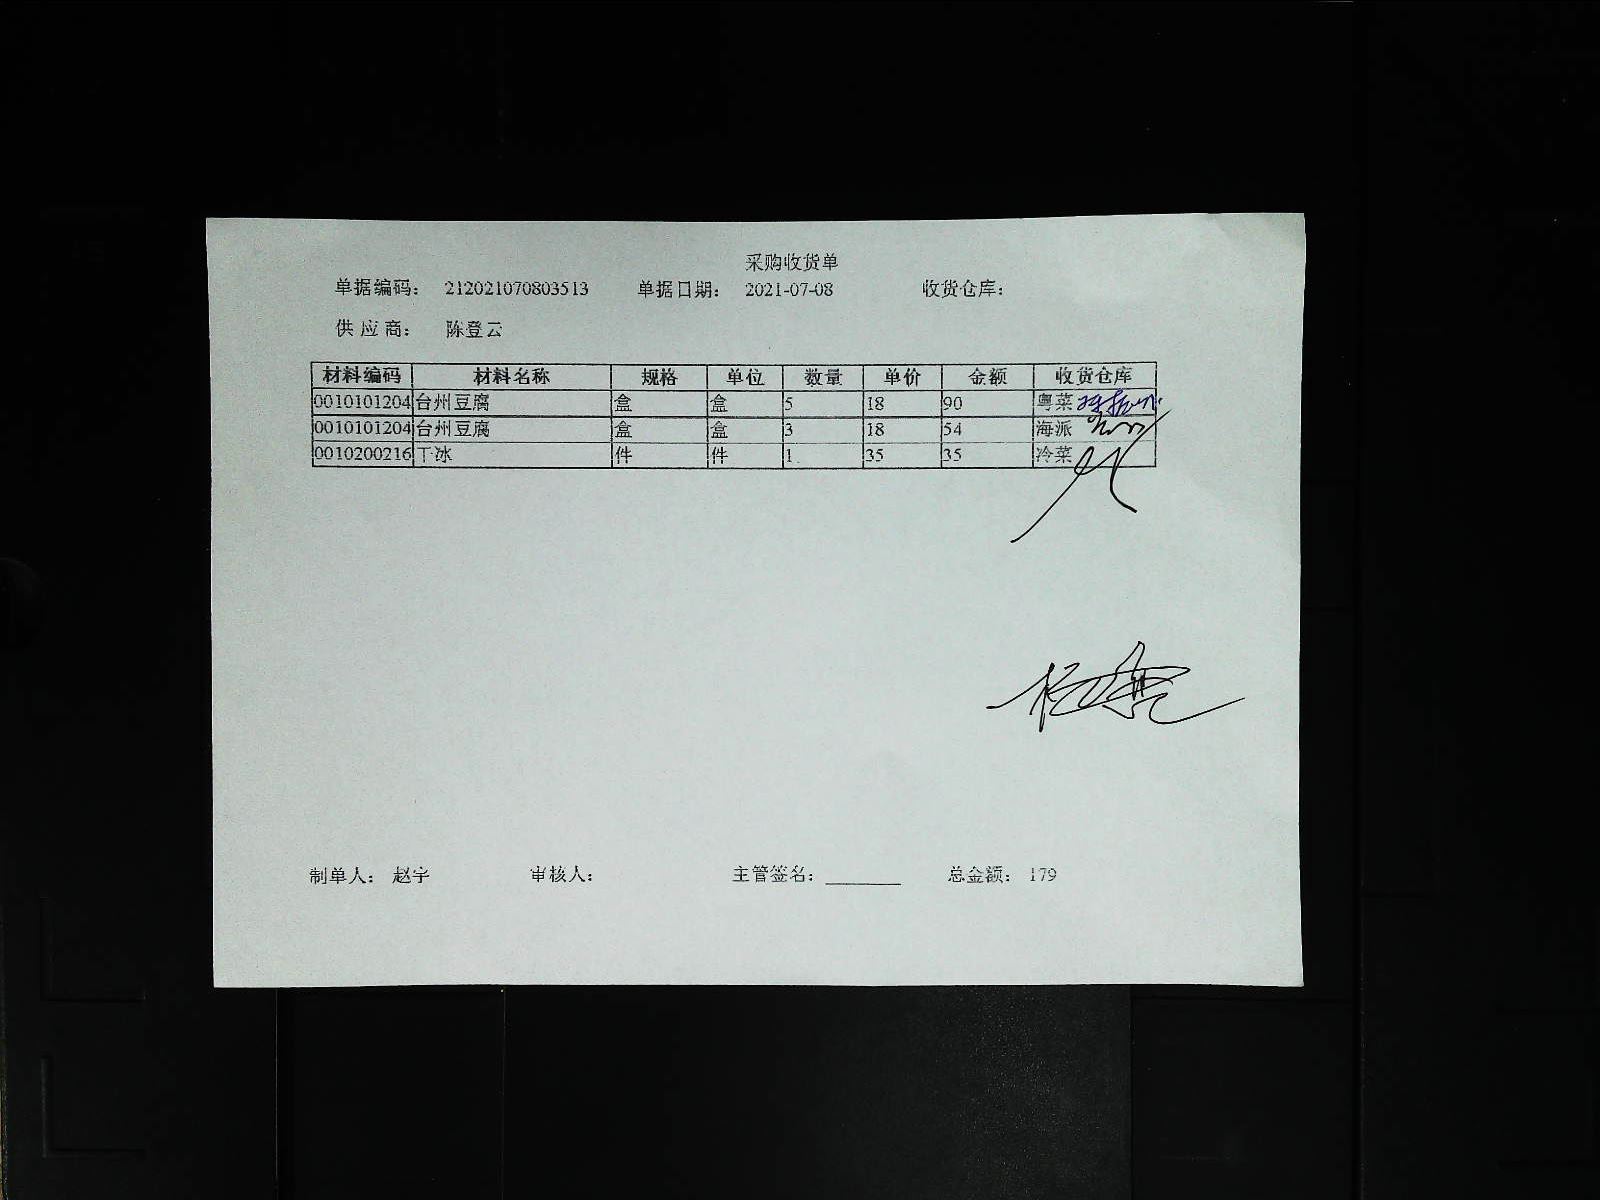 采购收货单
单据编码： 212021070803513 单据日期： 2021-07-08 收货仓库：
供 应 商： 陈登云
材料编码 材料名称 规格 单位 数量 单价 金额 收货仓库
0010101204 台州豆腐 盒 盒 5 18 90 粤菜
0010101204 台州豆腐 盒 盒 3 18 54 海派
0010200216 干冰 件 件 1 35 35 冷菜
制单人： 赵宇 审核人： 主管签名： 总金额： 179